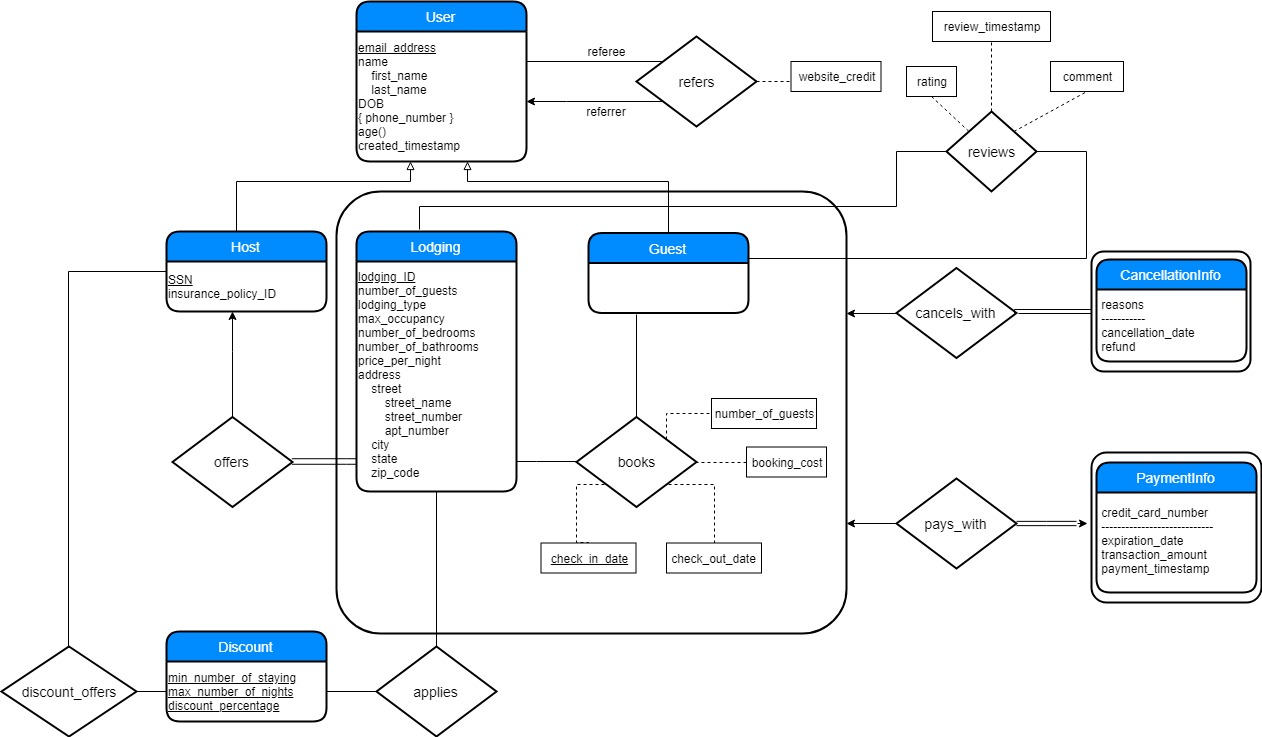 User
email_address
name
first_name
last_name
DOB
{ phone_number }
age()
created_timestamp
referee
referrer
refers
website_credit
review_timestamp
rating
comment
reviews
Host
SSN
insurance_policy_ID
Lodging
lodging_ID
number_of_guests
lodging_type
max_occupancy
number_of_bedrooms
number_of_bathrooms
price_per_night
address
street
street_name
street_number
apt_number
city
state
zip_code
Guest
cancels_with
CancellationInfo
reasons
-----------
cancellation_date
refund
offers
books
number_of_guests
booking_cost
check_in_date
check_out_date
pays_with
PaymentInfo
credit_card_number
----------------------------
expiration_date
transaction_amount
payment_timestamp
discount_offers
Discount
min_number_of_staying
max_number_of_nights
discount_percentage
applies